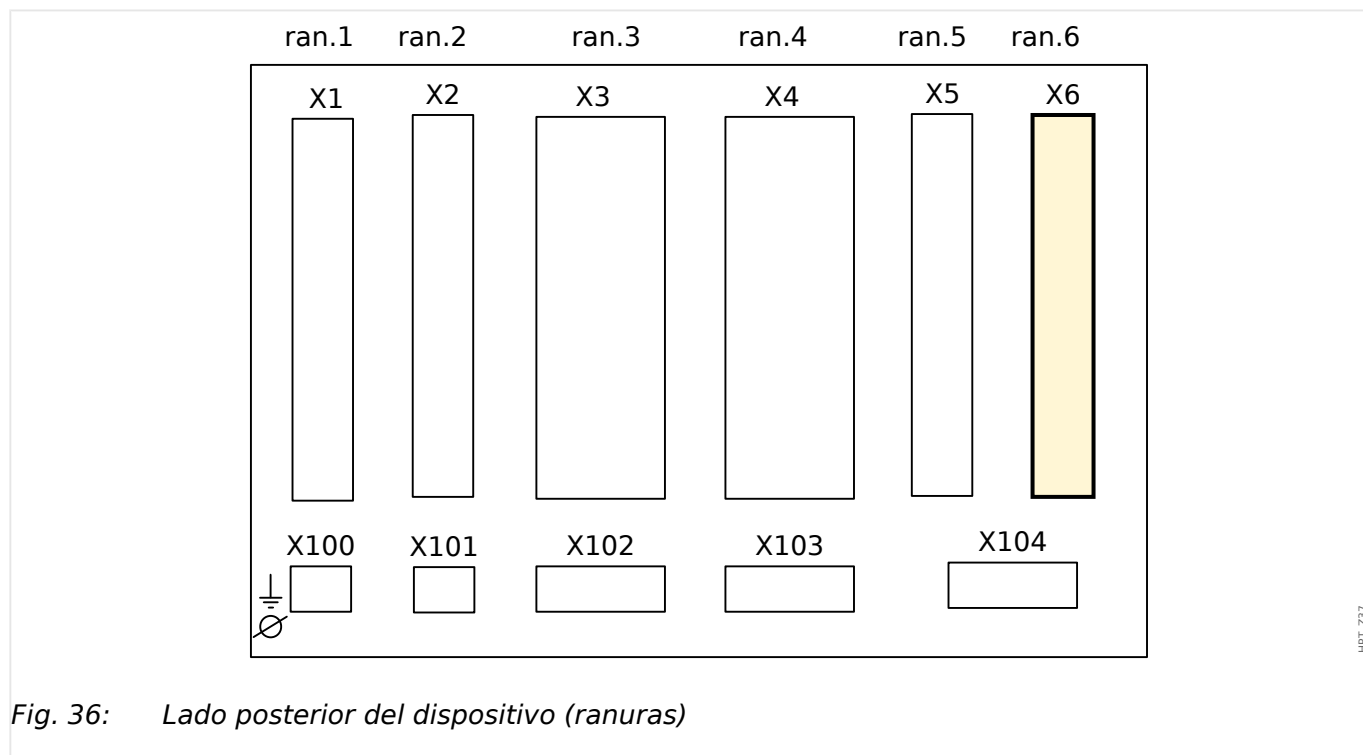 ran.1 ran.2 ran.3 ran.4 ran.5 ran.6
X1 X2 X3 X4 X5 X6
X100 X101 X102 X103 X104
Fig. 36: Lado posterior del dispositivo (ranuras)